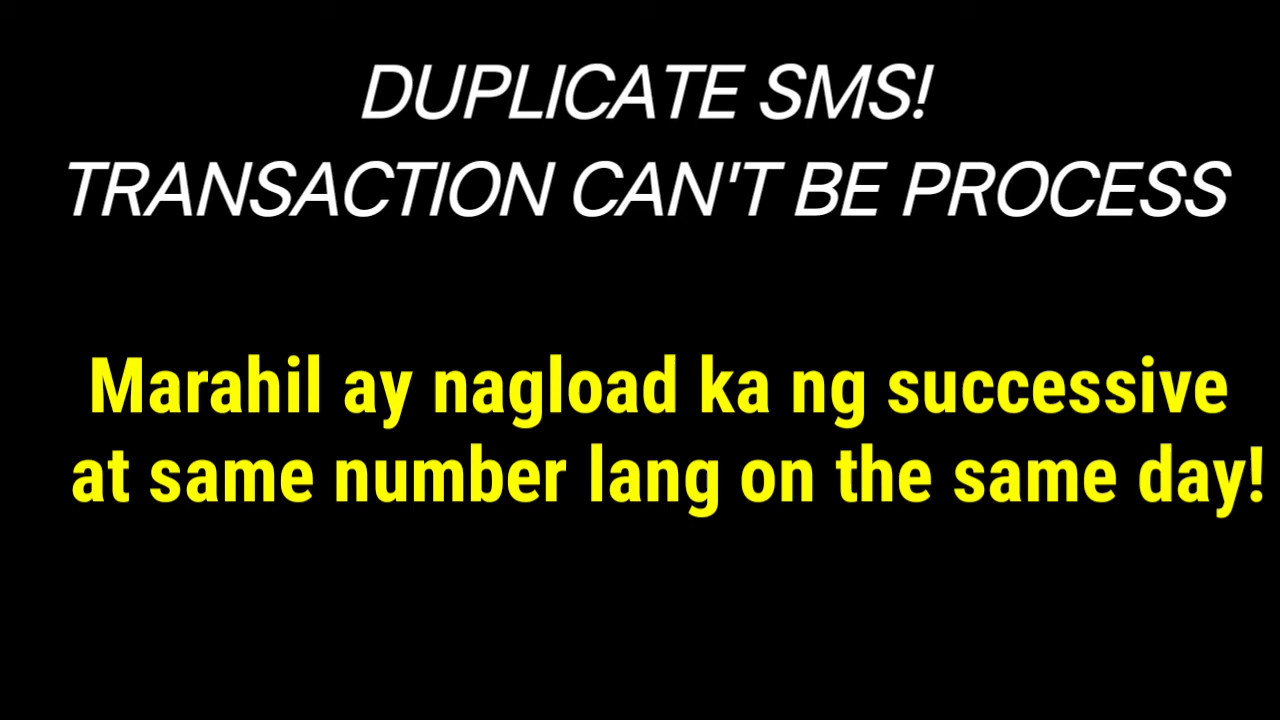 DUPLICATE SMS!
TRANSACTION CAN'T BE PROCESS
Marahil ay nagload ka ng successive
at same number lang on the same day!